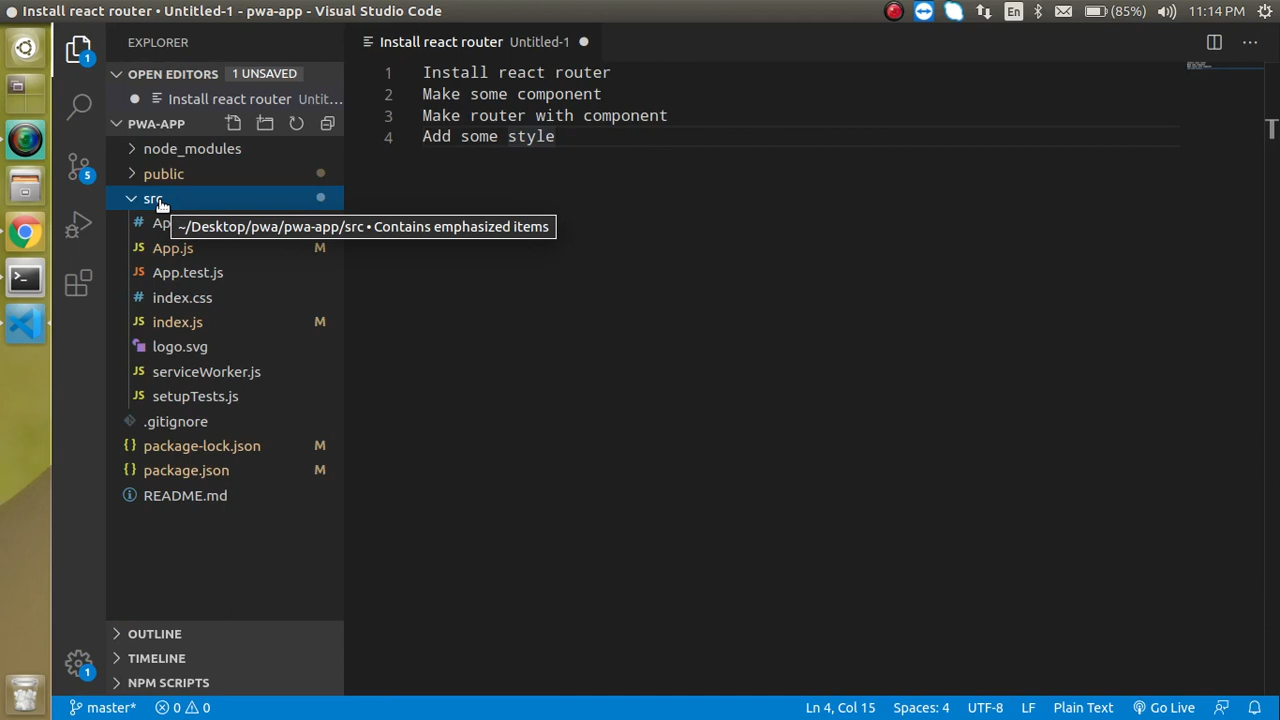 Install react router • Untitled-1 - pwa-app - Visual Studio Code
En
(85%)
11:14 PM
EXPLORER
OPEN EDITORS
1 UNSAVED
Install react router Untit...
PWA-APP
node_modules
public
src
~/Desktop/pwa/pwa-app/src • Contains emphasized items
App.js M
App.test.js
index.css
index.js M
logo.svg
serviceWorker.js
setupTests.js
.gitignore
package-lock.json M
package.json M
README.md
OUTLINE
TIMELINE
NPM SCRIPTS
1
5
1
Install react router Untitled-1
1 Install react router
2 Make some component
3 Make router with component
4 Add some style
master*
0 0
Ln 4, Col 15
Spaces: 4
UTF-8
LF
Plain Text
Go Live